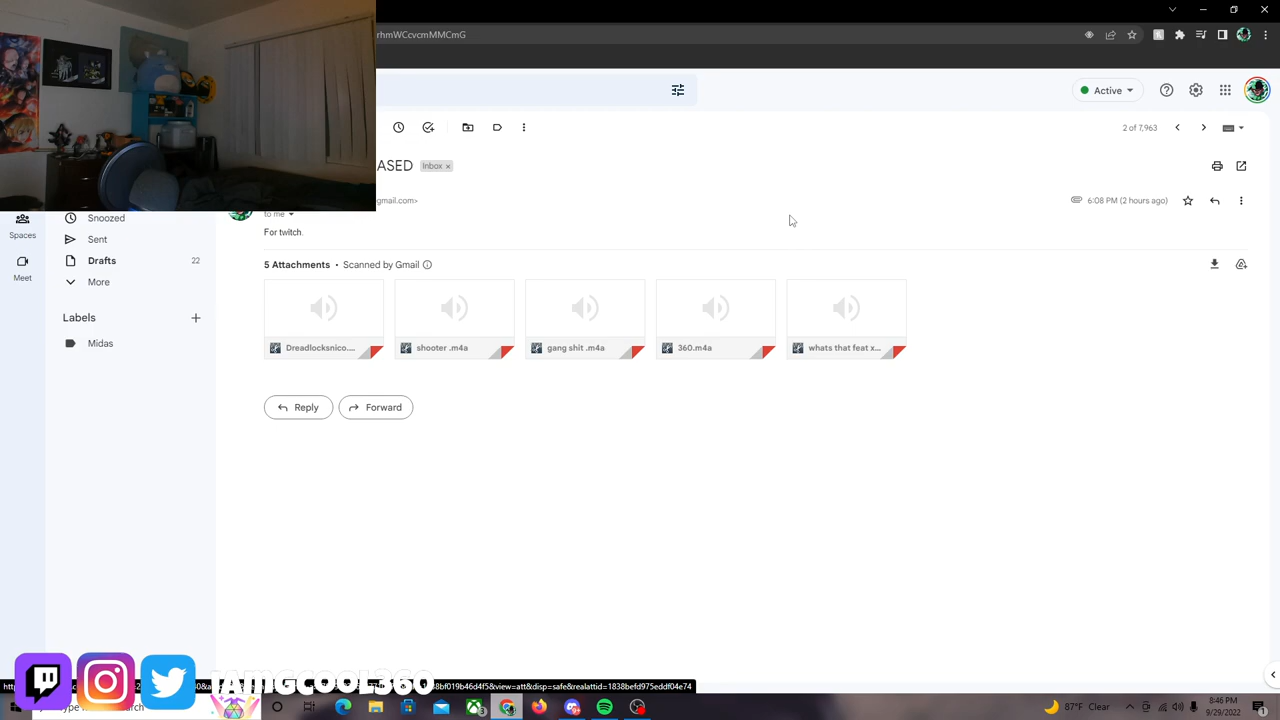 rhmWCcvcmMMCmG
Active
2 of 7,963
ASED Inbox x
gmail.com> 6:08 PM (2 hours ago)
to me
For twitch.
Spaces
Meet
Snoozed
Sent
Drafts 22
More
Labels
Midas
5 Attachments • Scanned by Gmail
Dreadlocksnico....
shooter .m4a
gang shit .m4a
360.m4a
whats that feat x...
Reply
Forward
IAMGCOOL360
87°F Clear
8:46 PM
9/29/2022